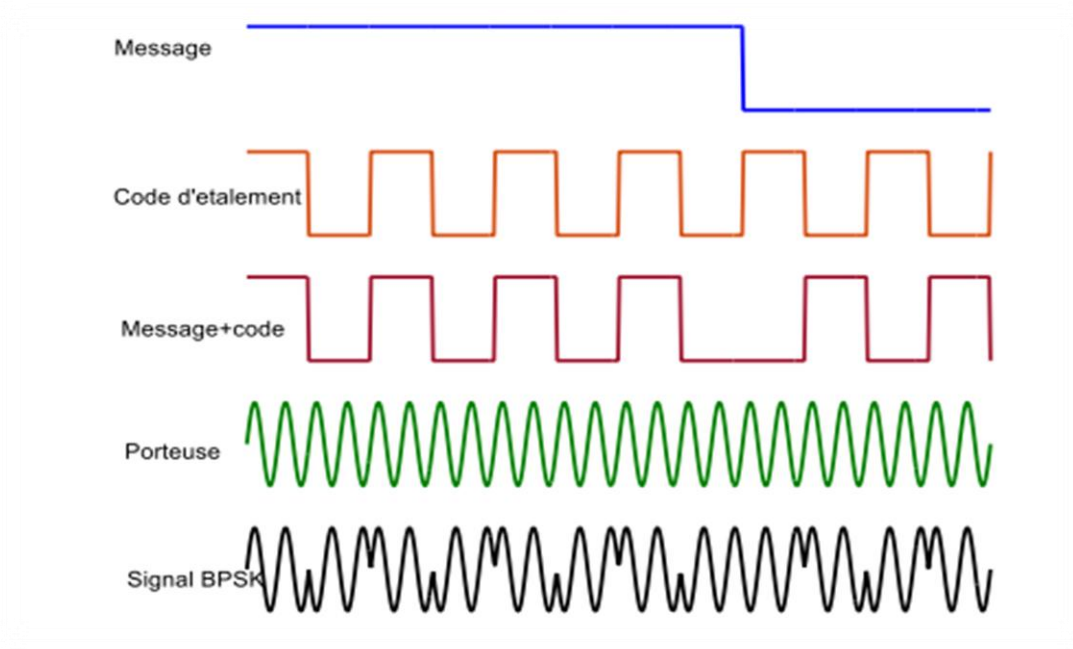 Message
Code d'etalement
Message+code
Porteuse
Signal BPSK